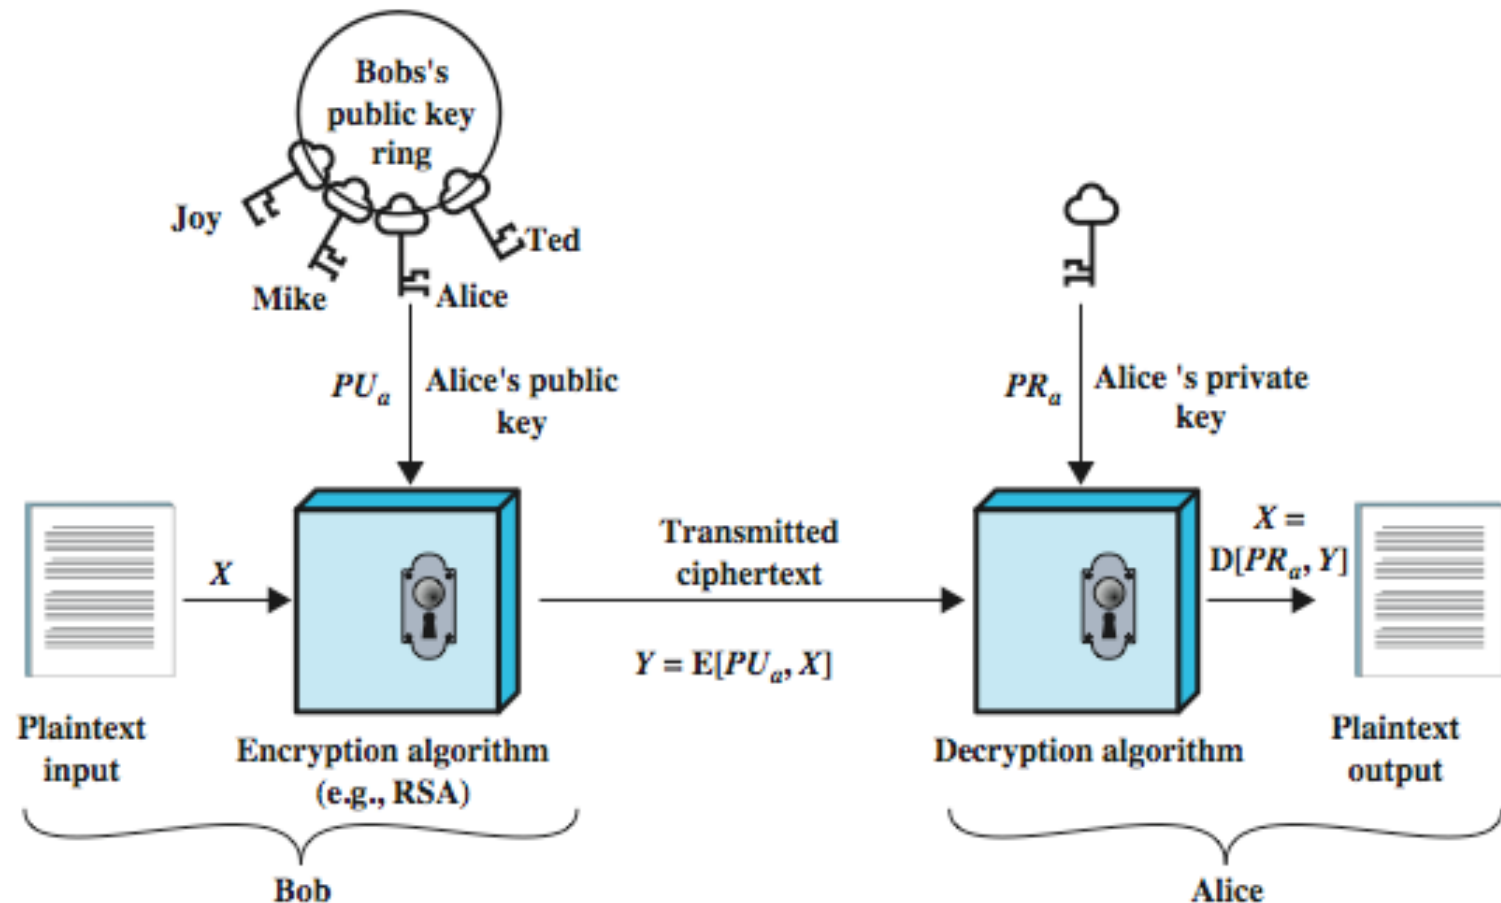 Bobs's
public key
ring
Joy
Ted
Mike
Alice
PUa
Alice's public
key
PRa
Alice 's private
key
X
Transmitted
ciphertext
Y = E[PUa, X]
X =
D[PRa, Y]
Plaintext
input
Encryption algorithm
(e.g., RSA)
Decryption algorithm
Plaintext
output
Bob
Alice